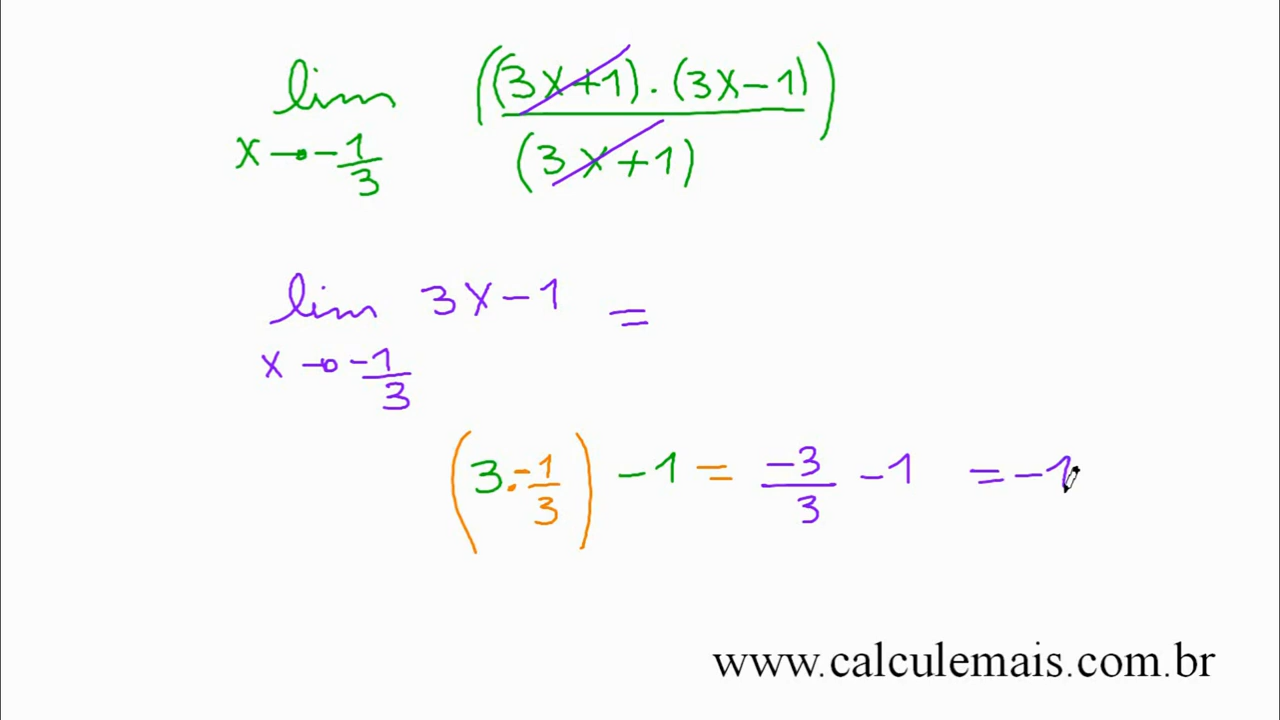 lim ((3x+1).(3x-1))
x→-1/3 (3x+1)
lim 3x-1 =
x→-1/3
(3.-1/3) -1 = -3/3 -1 = -1
www.calculemais.com.br